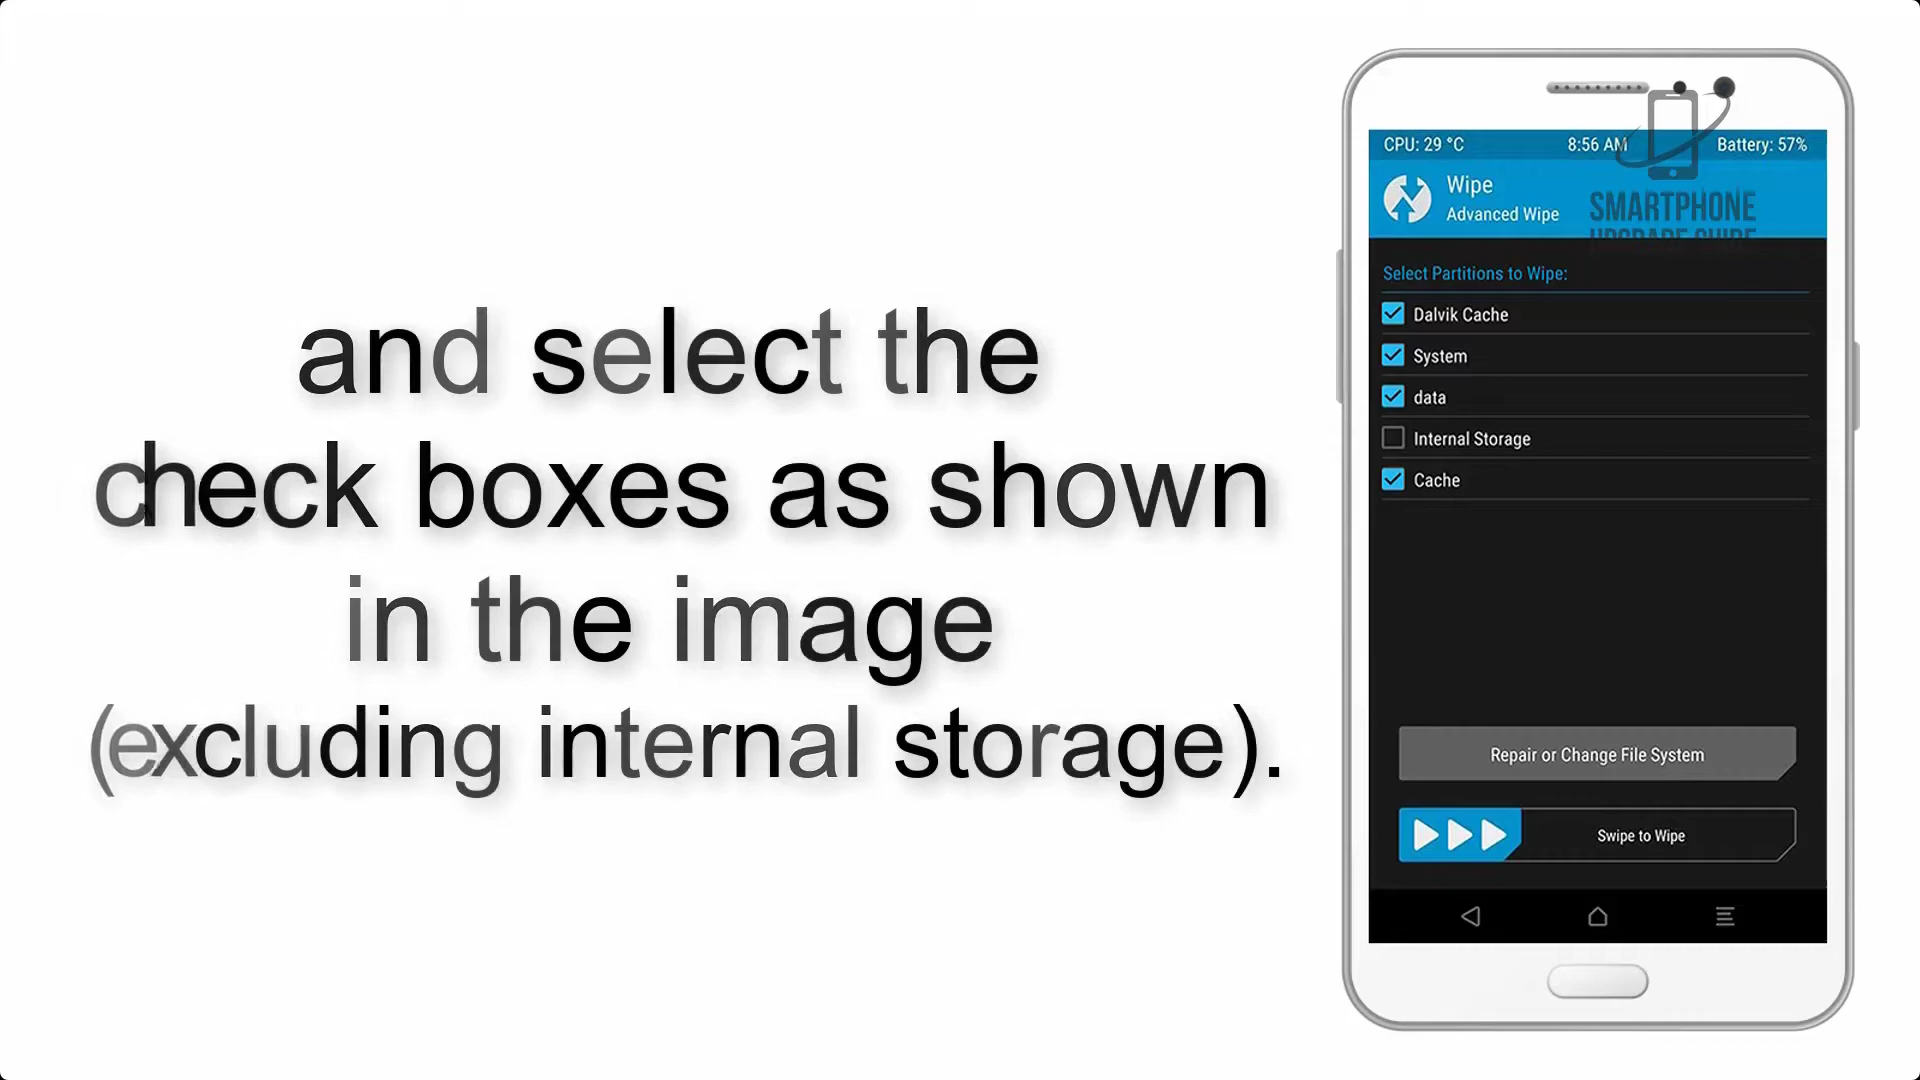 and select the
check boxes as shown
in the image
(excluding internal storage).
CPU: 29 °C 8:56 AM Battery: 57%
Wipe
Advanced Wipe
SMARTPHONE
UPGRADE GUIDE
Select Partitions to Wipe:
Dalvik Cache
System
data
Internal Storage
Cache
Repair or Change File System
Swipe to Wipe